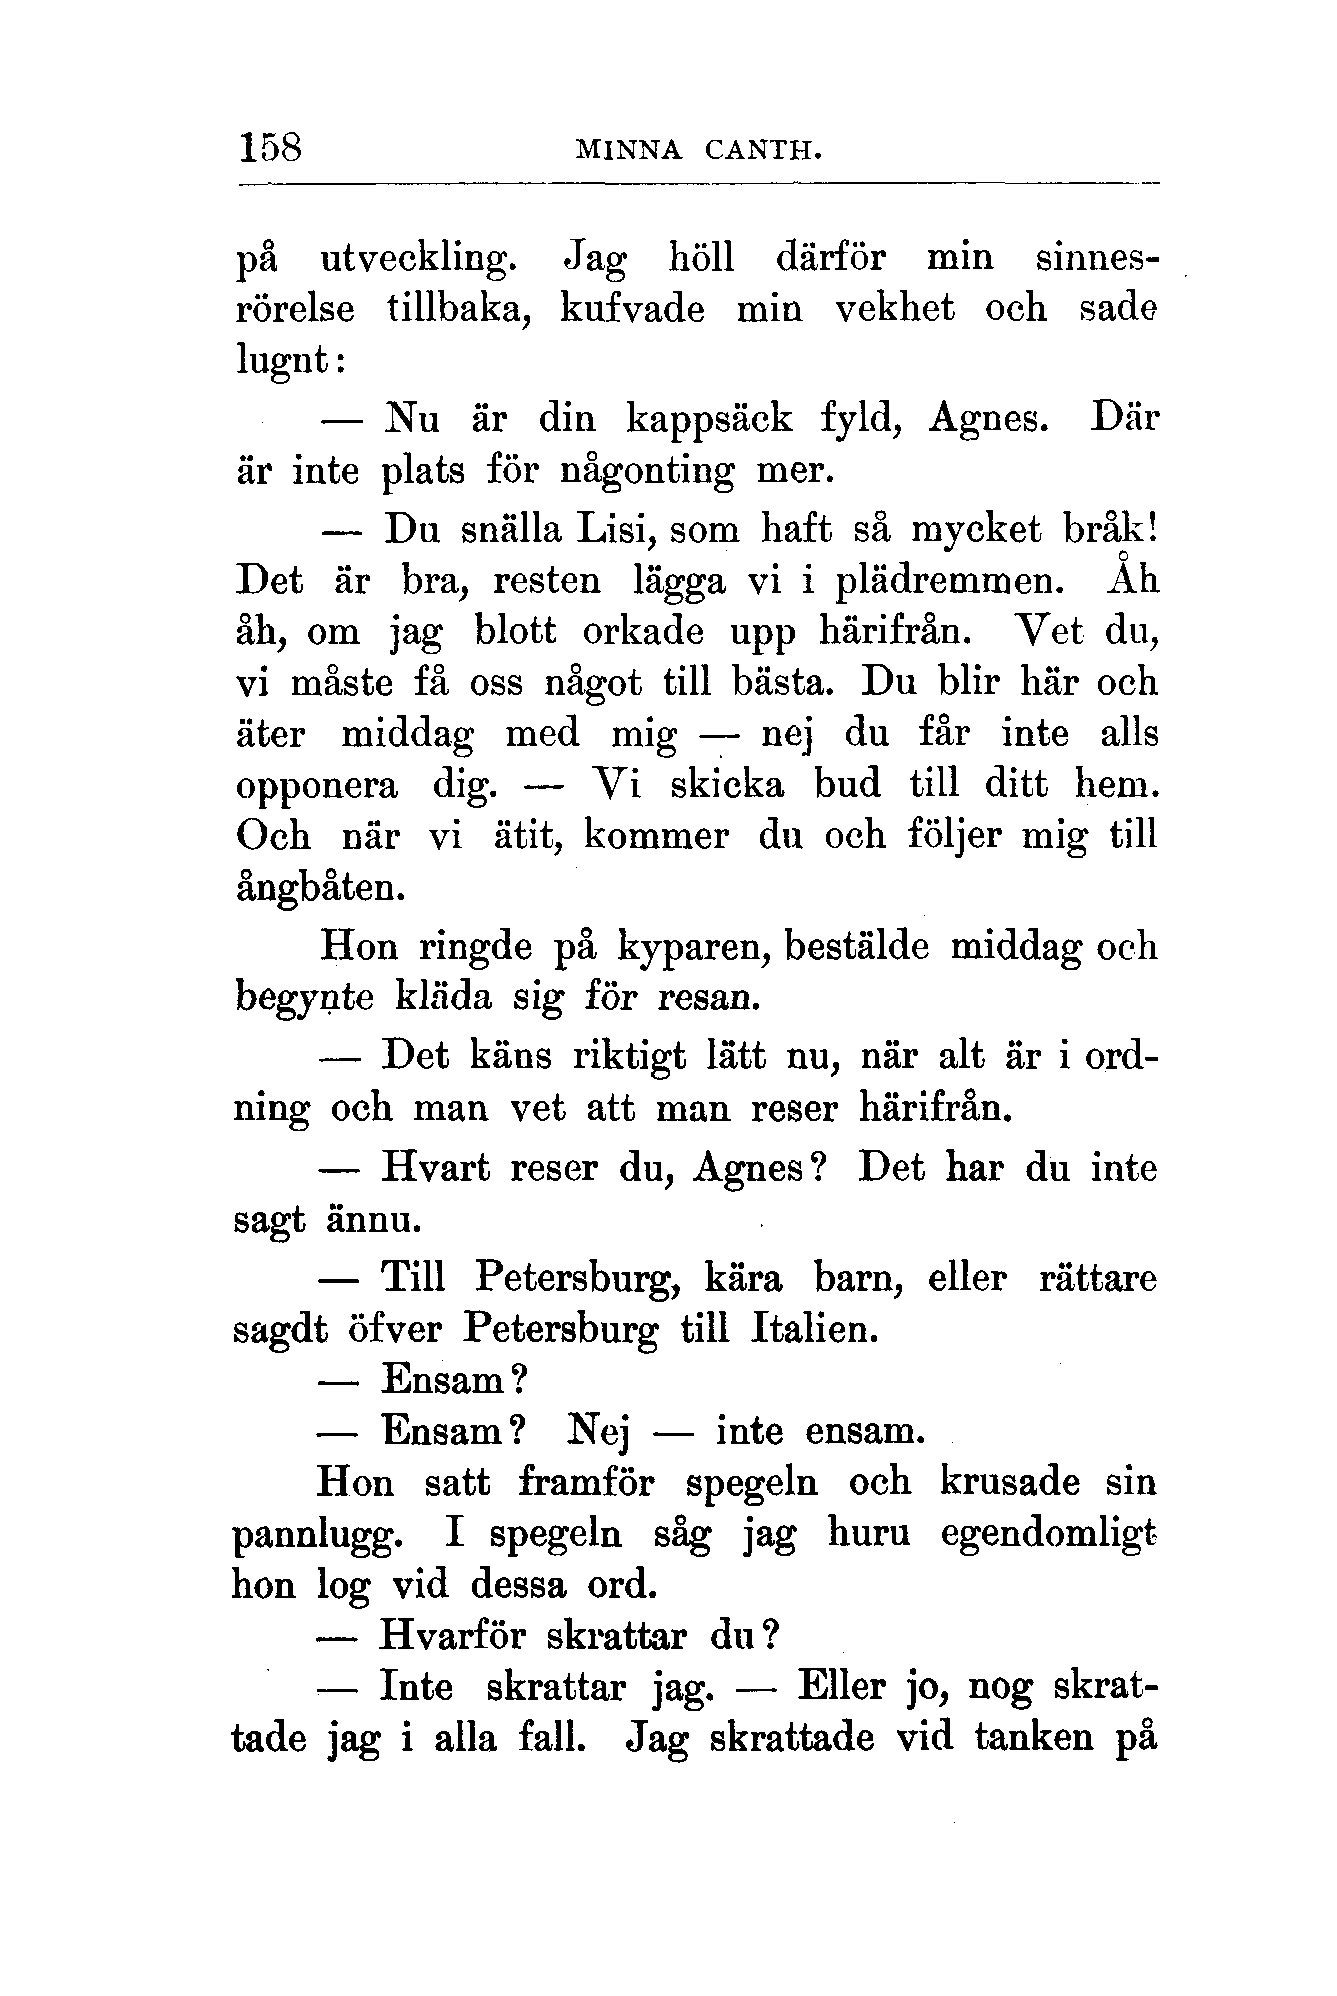 158 MINNA CANTH.
på utveckling. Jag höll därför min sinnes-
rörelse tillbaka, kufvade min vekhet och sade
lugnt:
— Nu är din kappsäck fyld, Agnes. Där
är inte plats för någonting mer.
— Du snälla Lisi, som haft så mycket bråk!
Det är bra, resten lägga vi i plädremmen. Åh
åh, om jag blott orkade upp härifrån. Vet du,
vi måste få oss något till bästa. Du blir här och
äter middag med mig — nej du får inte alls
opponera dig. — Vi skicka bud till ditt hem.
Och när vi ätit, kommer du och följer mig till
ångbåten.
Hon ringde på kyparen, bestälde middag och
begynte kläda sig för resan.
— Det käns riktigt lätt nu, när alt är i ord-
ning och man vet att man reser härifrån.
— Hvart reser du, Agnes? Det har du inte
sagt ännu.
— Till Petersburg, kära barn, eller rättare
sagdt öfver Petersburg till Italien.
— Ensam?
— Ensam? Nej — inte ensam.
Hon satt framför spegeln och krusade sin
pannlugg. I spegeln såg jag huru egendomligt
hon log vid dessa ord.
— Hvarför skrattar du?
— Inte skrattar jag. — Eller jo, nog skrat-
tade jag i alla fall. Jag skrattade vid tanken på